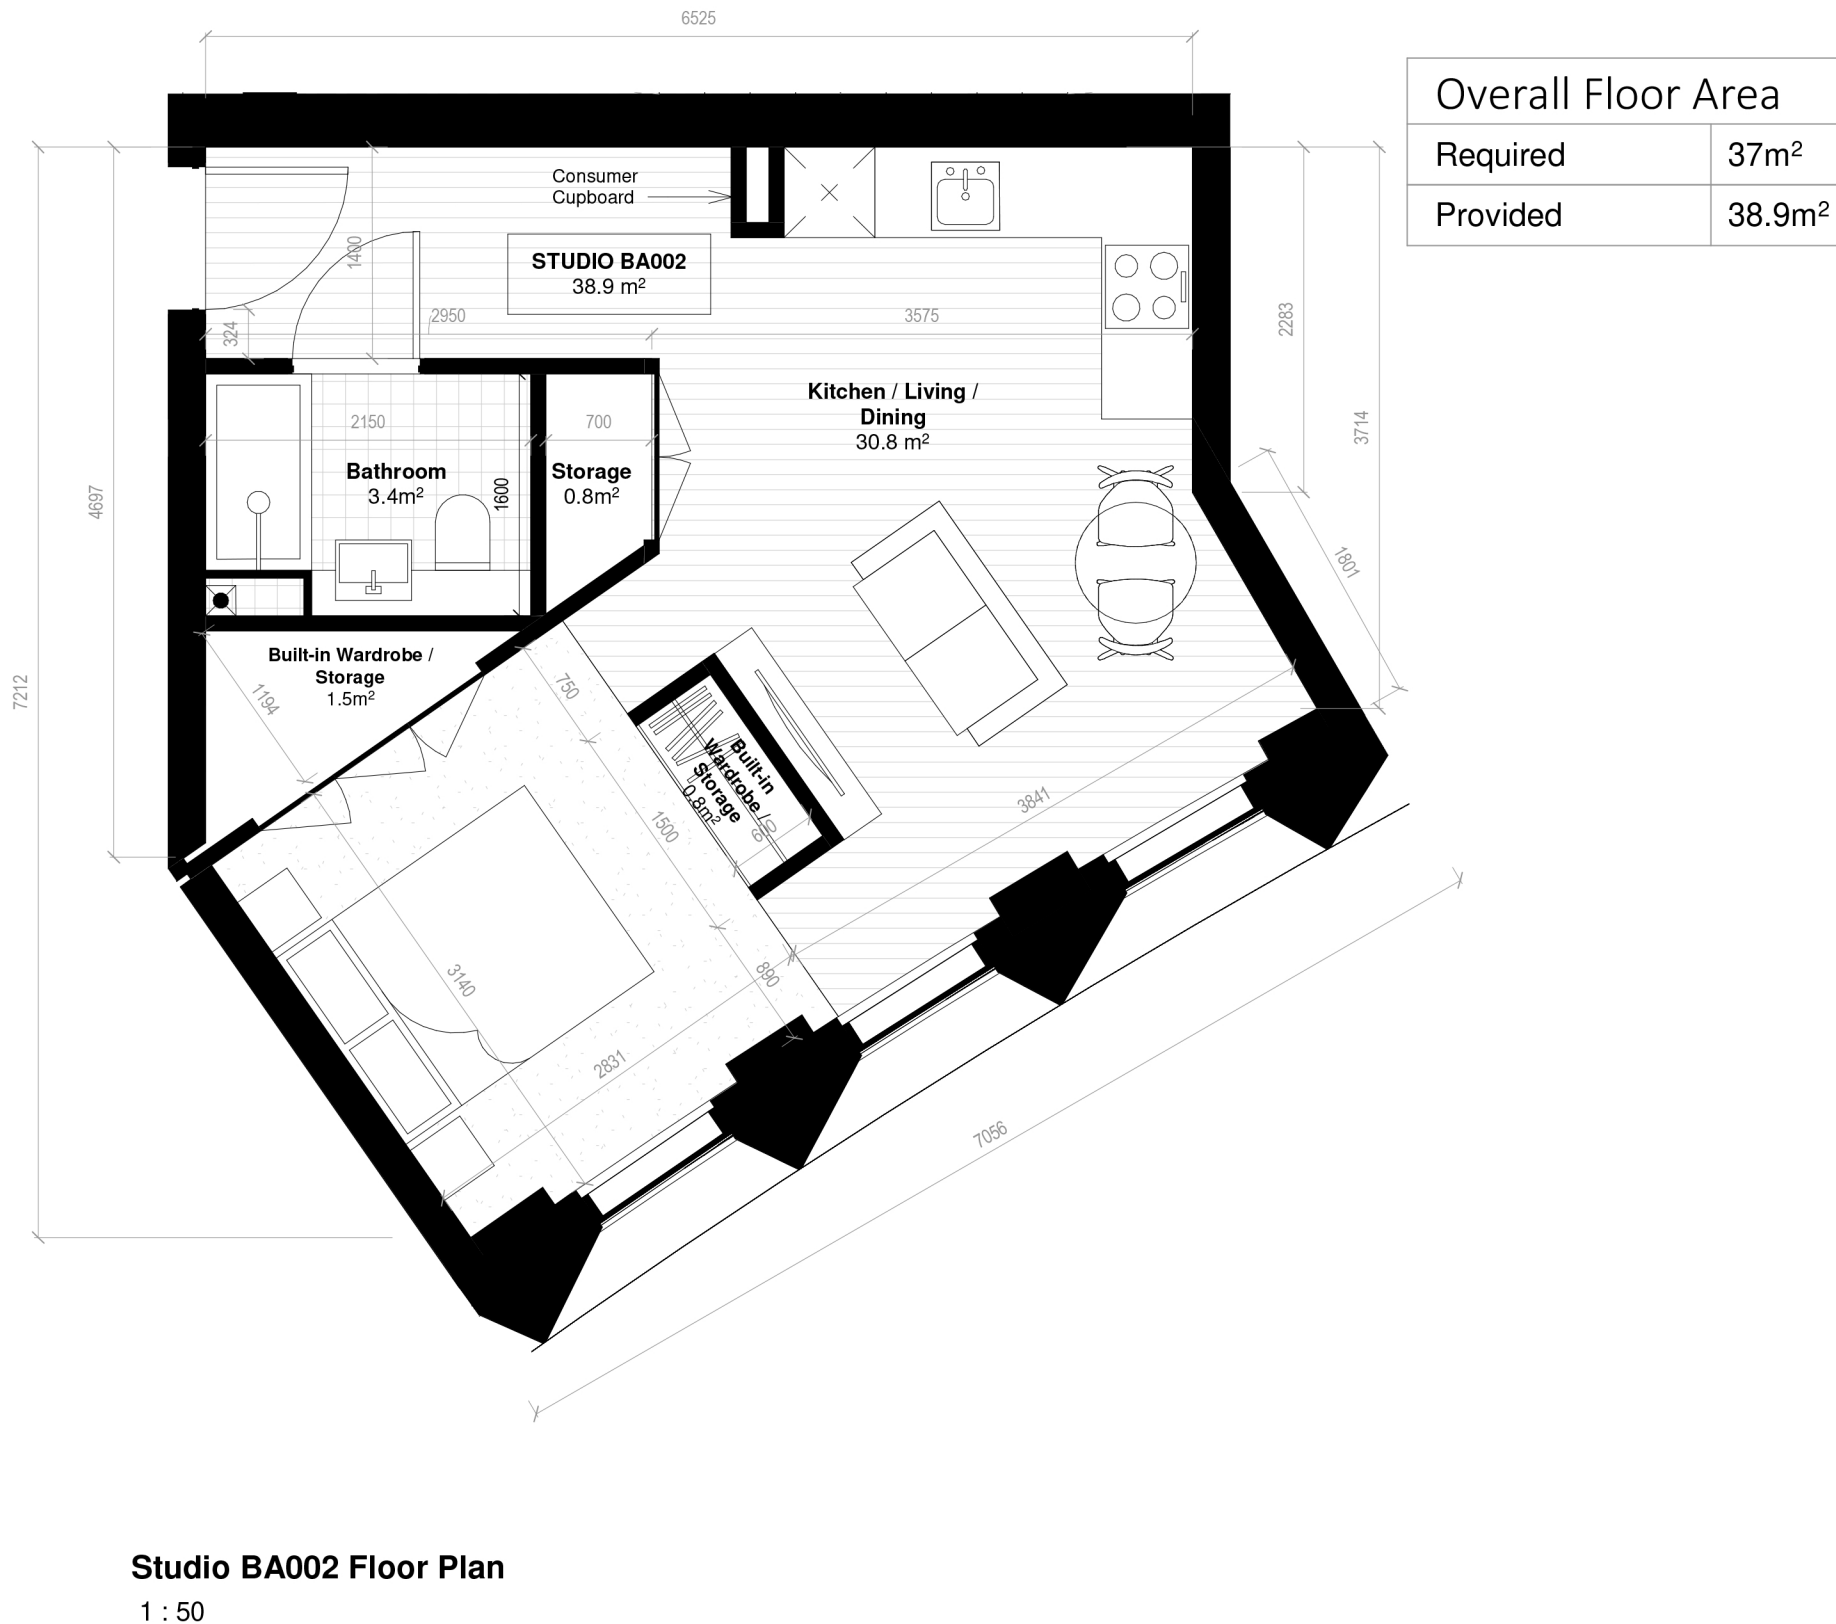 6525
Overall Floor Area
Required 37m²
Provided 38.9m²
Consumer
Cupboard
STUDIO BA002
38.9 m²
1400
324
2950
3575
2283
3714
Kitchen / Living /
Dining
30.8 m²
2150
700
Bathroom
3.4m²
1600
Storage
0.8m²
4697
1801
7212
Built-in Wardrobe /
Storage
1.5m²
1194
750
Built-in
Wardrobe /
Storage
0.8m²
600
1500
3841
3140
890
2831
7056
Studio BA002 Floor Plan
1 : 50